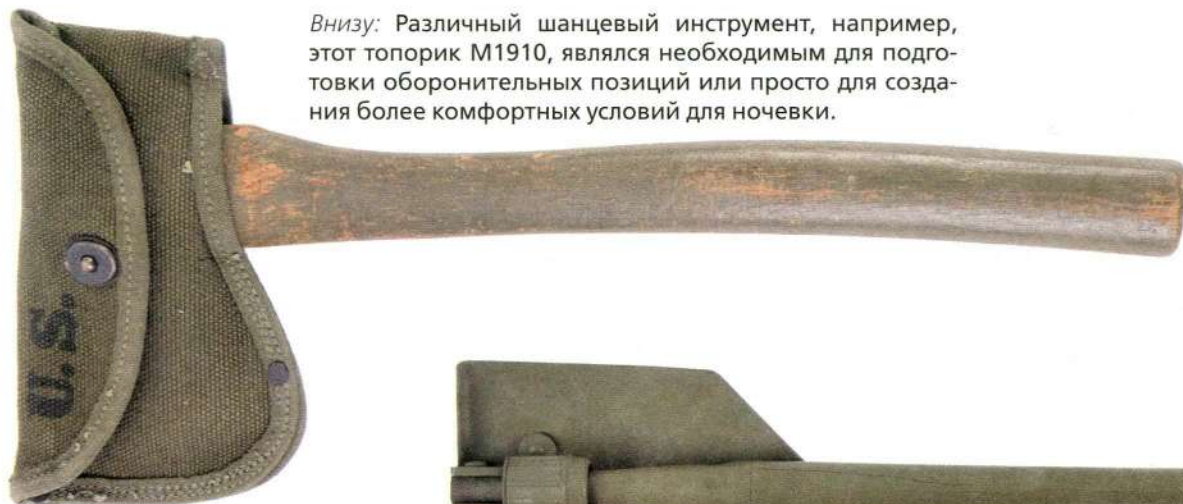 Внизу: Различный шанцевый инструмент, например,
этот топорик М1910, являлся необходимым для подго-
товки оборонительных позиций или просто для созда-
ния более комфортных условий для ночевки.
U.S.